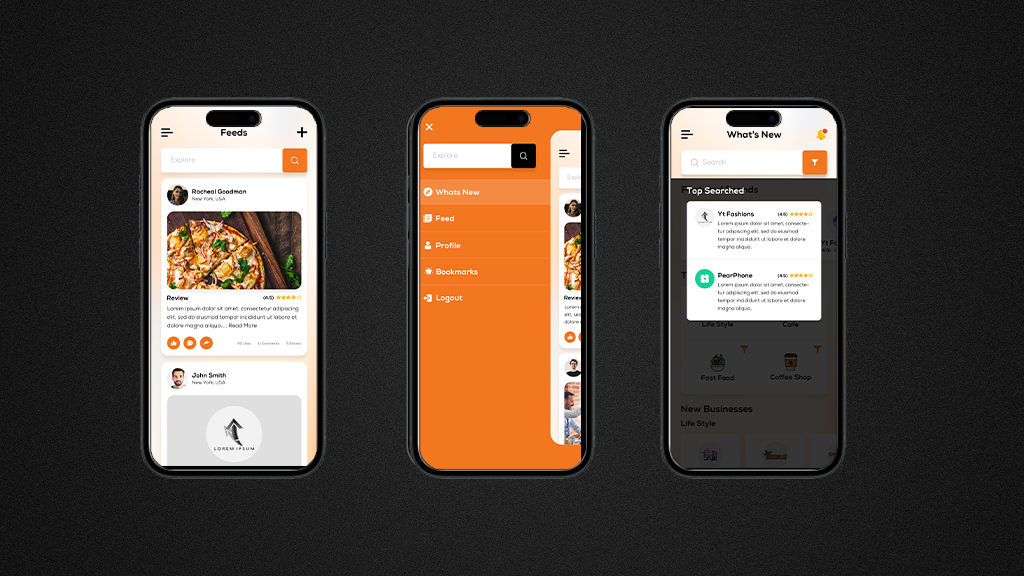 Feeds
Explore
Racheal Goodman
New York, USA
Review (4.5)
Lorem ipsum dolor sit amet, consectetur adipiscing
elit, sed do eiusmod tempor incididunt ut labore et
dolore magna aliqua.... Read More
John Smith
New York, USA
LOREM IPSUM
Explore
Whats New
Feed
Profile
Bookmarks
Logout
What's New
Search
Top Searched
Yt Fashions (4.5)
Lorem ipsum dolor sit amet, consecte-
tur adipiscing elit, sed do eiusmod
tempor incididunt ut labore et dolore
magna aliqua.
PearPhone (4.5)
Lorem ipsum dolor sit amet, consecte-
tur adipiscing elit, sed do eiusmod
tempor incididunt ut labore et dolore
magna aliqua.
Life Style Cafe
Fast Food Coffee Shop
New Businesses
Life Style